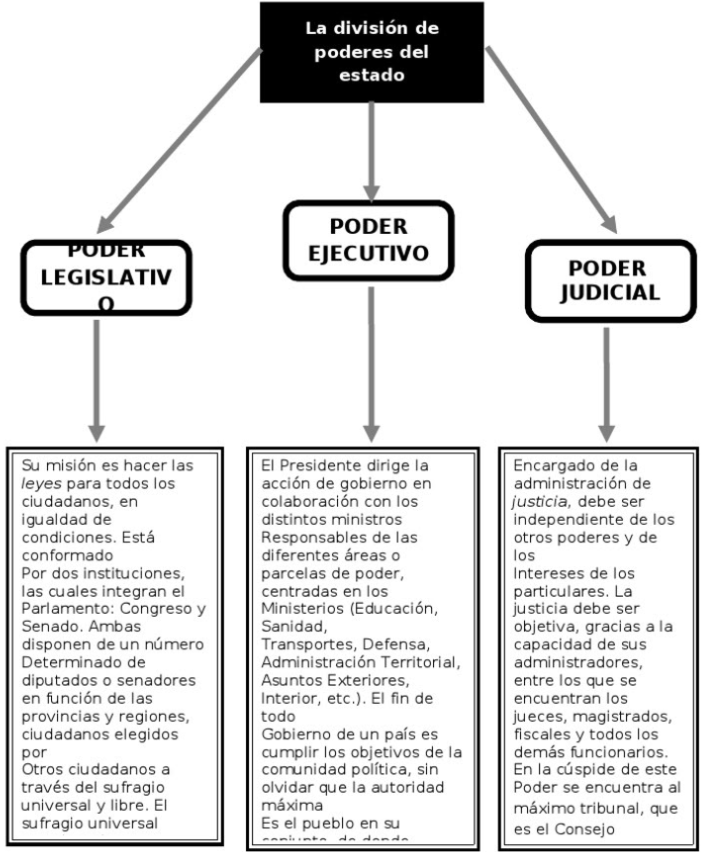 La división de
poderes del
estado
PODER
LEGISLATIV
O
PODER
EJECUTIVO
PODER
JUDICIAL
Su misión es hacer las
leyes para todos los
ciudadanos, en
igualdad de
condiciones. Está
conformado
Por dos instituciones,
las cuales integran el
Parlamento: Congreso y
Senado. Ambas
disponen de un número
Determinado de
diputados o senadores
en función de las
provincias y regiones,
ciudadanos elegidos
por
Otros ciudadanos a
través del sufragio
universal y libre. El
sufragio universal
El Presidente dirige la
acción de gobierno en
colaboración con los
distintos ministros
Responsables de las
diferentes áreas o
parcelas de poder,
centradas en los
Ministerios (Educación,
Sanidad,
Transportes, Defensa,
Administración Territorial,
Asuntos Exteriores,
Interior, etc.). El fin de
todo
Gobierno de un país es
cumplir los objetivos de la
comunidad política, sin
olvidar que la autoridad
máxima
Es el pueblo en su
conjunto, de donde
Encargado de la
administración de
justicia, debe ser
independiente de los
otros poderes y de
los
Intereses de los
particulares. La
justicia debe ser
objetiva, gracias a la
capacidad de sus
administradores,
entre los que se
encuentran los
jueces, magistrados,
fiscales y todos los
demás funcionarios.
En la cúspide de este
Poder se encuentra al
máximo tribunal, que
es el Consejo